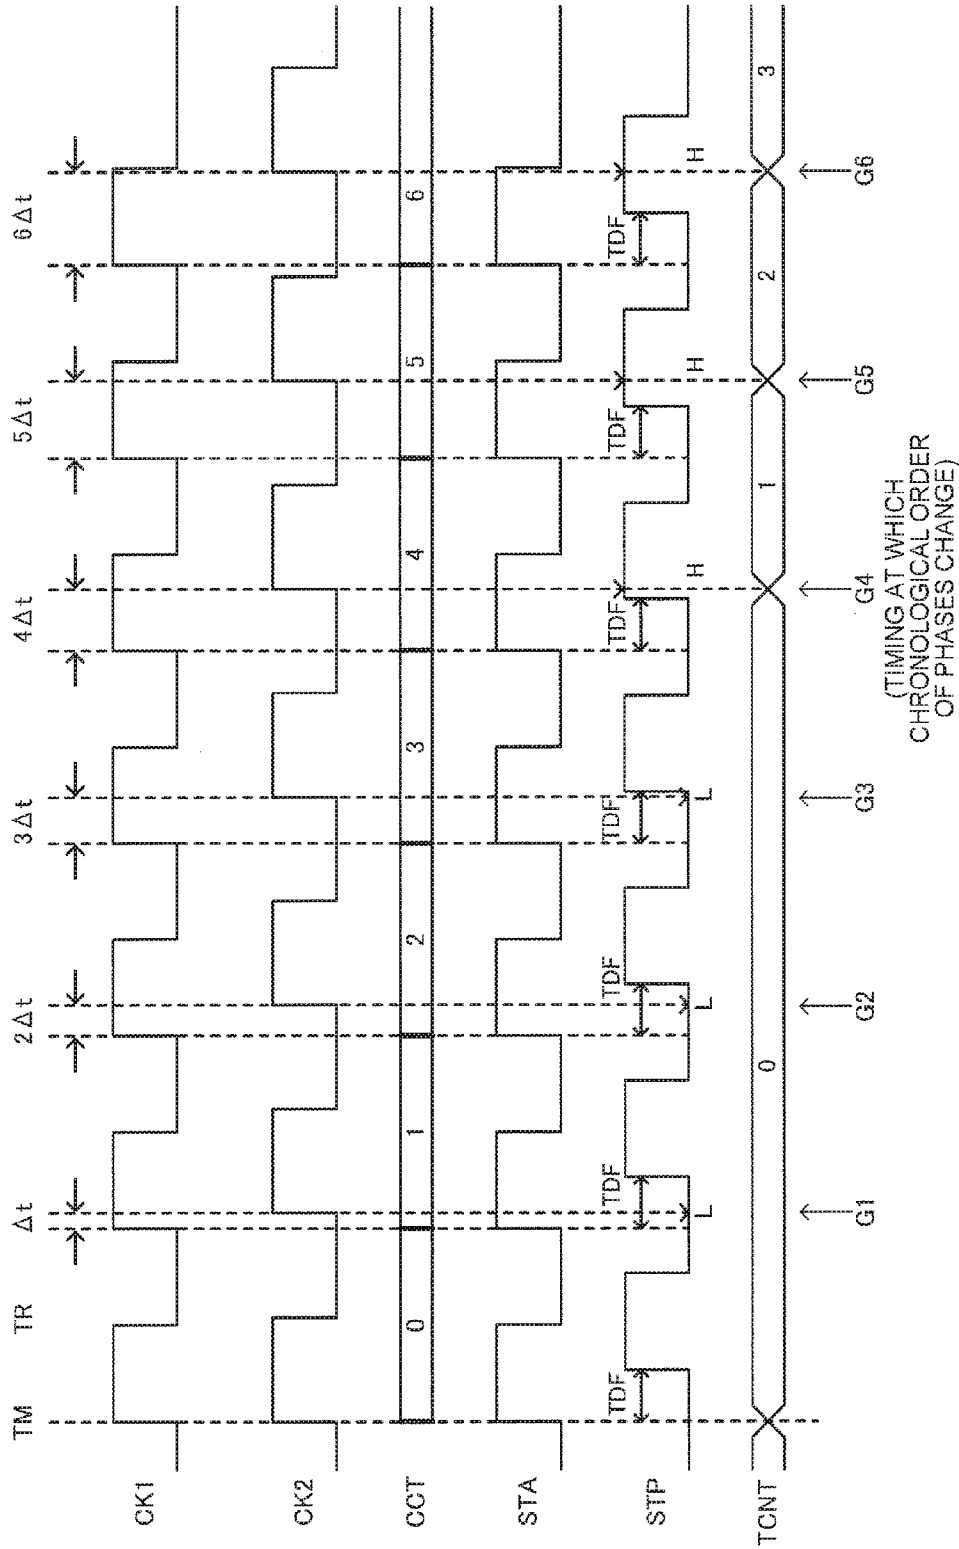 TM TR Δt 2Δt 3Δt 4Δt 5Δt 6Δt
CK1
CK2
CCT 0 1 2 3 4 5 6
STA
TDF TDF TDF TDF TDF TDF TDF
STP
L L L H H H
TCNT 0 1 2 3
G1 G2 G3 G4 G5 G6
(TIMING AT WHICH
CHRONOLOGICAL ORDER
OF PHASES CHANGE)